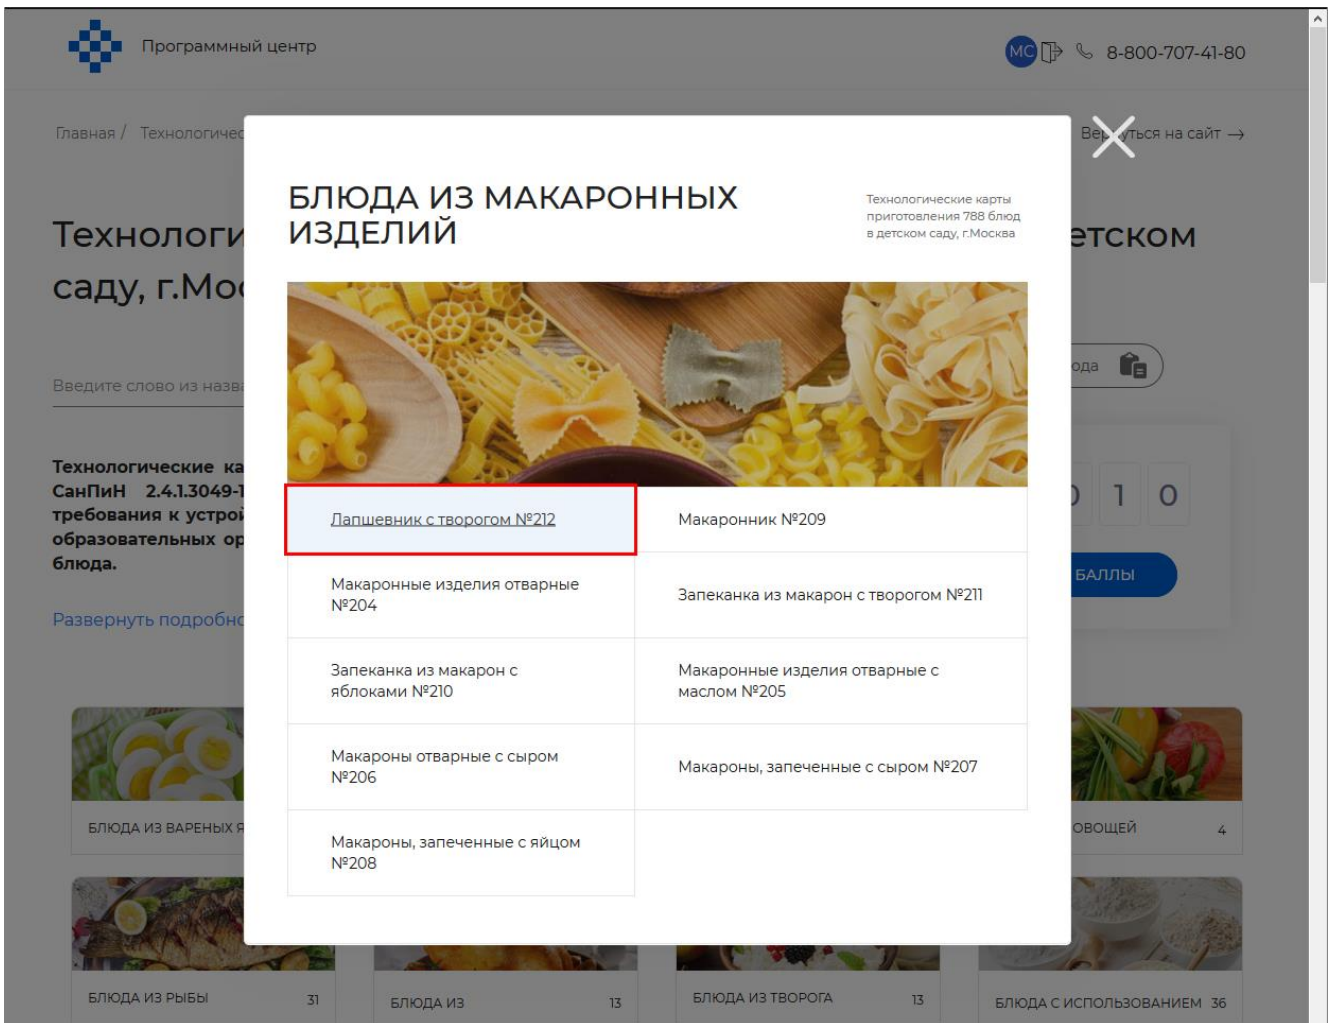 Программный центр
МС
8-800-707-41-80
Главная / Технологичес
Вернуться на сайт →
БЛЮДА ИЗ МАКАРОННЫХ
ИЗДЕЛИЙ
Технологические карты
приготовления 788 блюд
в детском саду, г.Москва
Технологи
етском
саду, г.Мос
Введите слово из назва
ода
Технологические ка
СанПиН 2.4.1.3049-1
требования к устрой
образовательных ор
блюда.
Развернуть подробно
0 1 0
БАЛЛЫ
Лапшевник с творогом №212
Макаронник №209
Макаронные изделия отварные
№204
Запеканка из макарон с творогом №211
Запеканка из макарон с
яблоками №210
Макаронные изделия отварные с
маслом №205
Макароны отварные с сыром
№206
Макароны, запеченные с сыром №207
Макароны, запеченные с яйцом
№208
БЛЮДА ИЗ ВАРЕНЫХ Я
ОВОЩЕЙ 4
БЛЮДА ИЗ РЫБЫ 31
БЛЮДА ИЗ 13
БЛЮДА ИЗ ТВОРОГА 13
БЛЮДА С ИСПОЛЬЗОВАНИЕМ 36